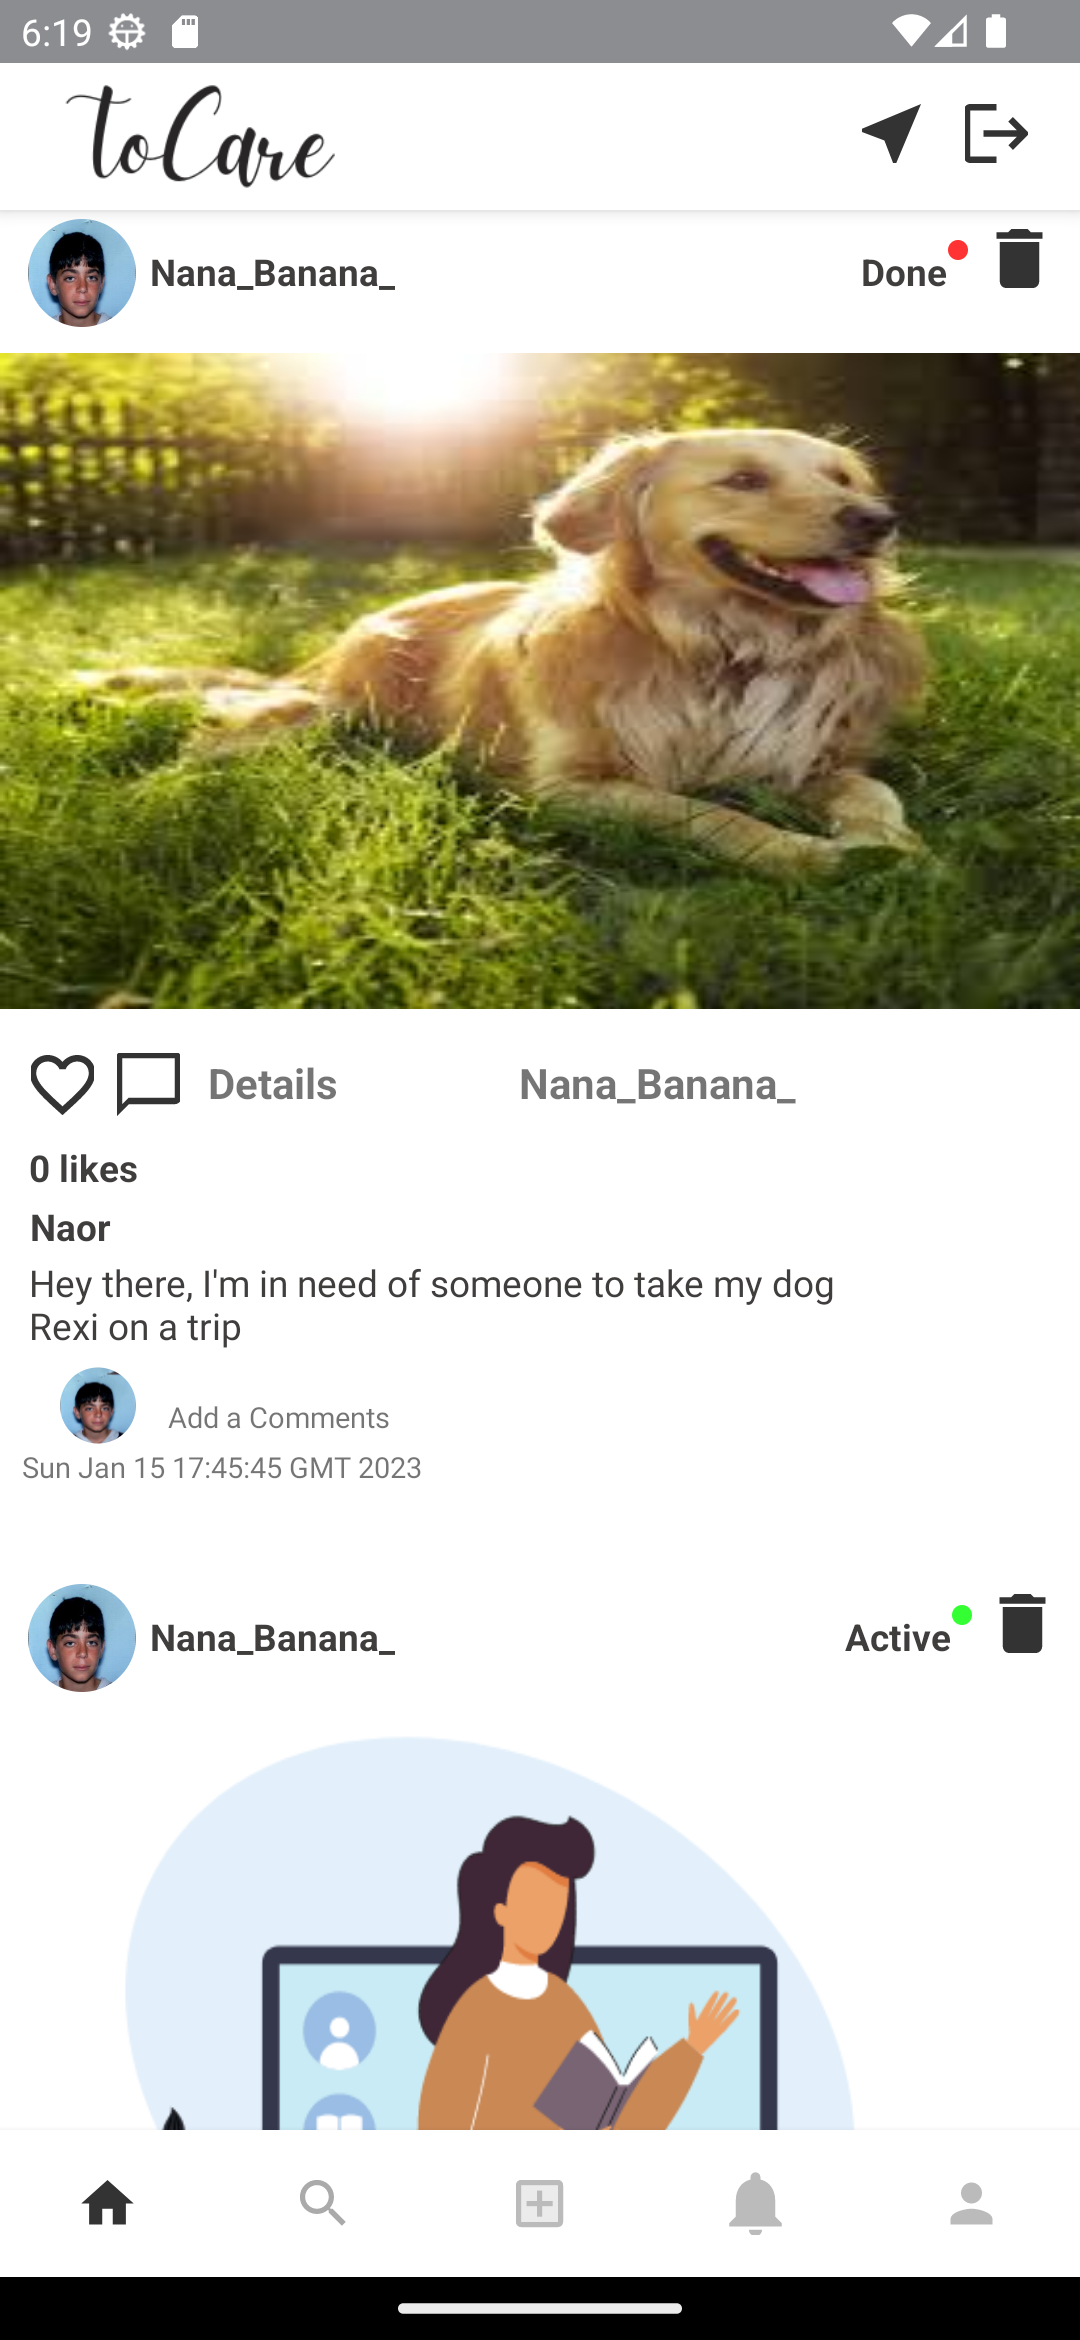 6:19
toCare
Nana_Banana_
Done
Details
Nana_Banana_
0 likes
Naor
Hey there, I'm in need of someone to take my dog
Rexi on a trip
Add a Comments
Sun Jan 15 17:45:45 GMT 2023
Nana_Banana_
Active